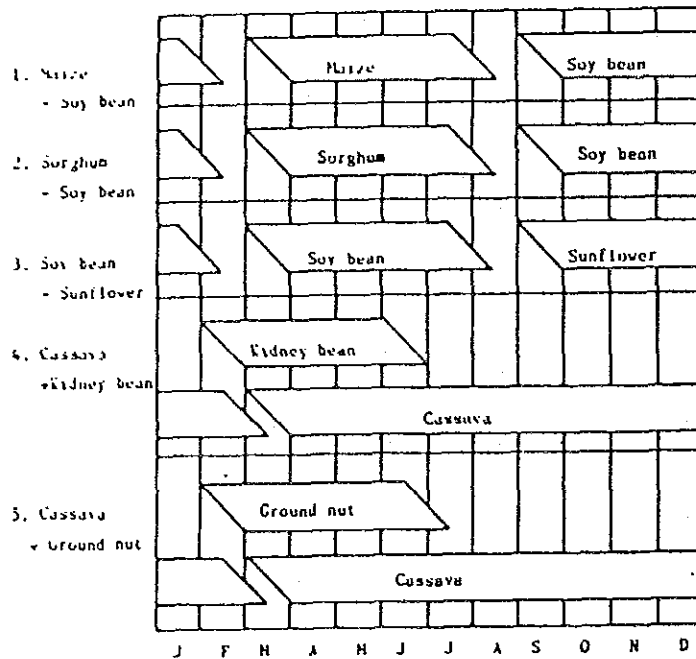 1. Maize
- Soy bean
Maize
Soy bean
2. Sorghum
- Soy bean
Sorghum
Soy bean
3. Soy bean
- Sunflower
Soy bean
Sunflower
4. Cassava
+Kidney bean
Kidney bean
Cassava
5. Cassava
+ Ground nut
Ground nut
Cassava
J F M A M J J A S O N D